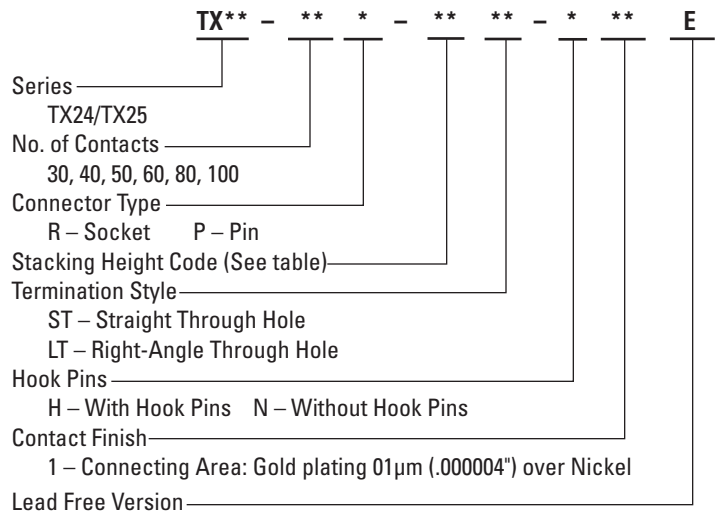 TX** – ** * – ** ** – * ** E
Series
TX24/TX25
No. of Contacts
30, 40, 50, 60, 80, 100
Connector Type
R – Socket P – Pin
Stacking Height Code (See table)
Termination Style
ST – Straight Through Hole
LT – Right-Angle Through Hole
Hook Pins
H – With Hook Pins N – Without Hook Pins
Contact Finish
1 – Connecting Area: Gold plating 01µm (.000004") over Nickel
Lead Free Version